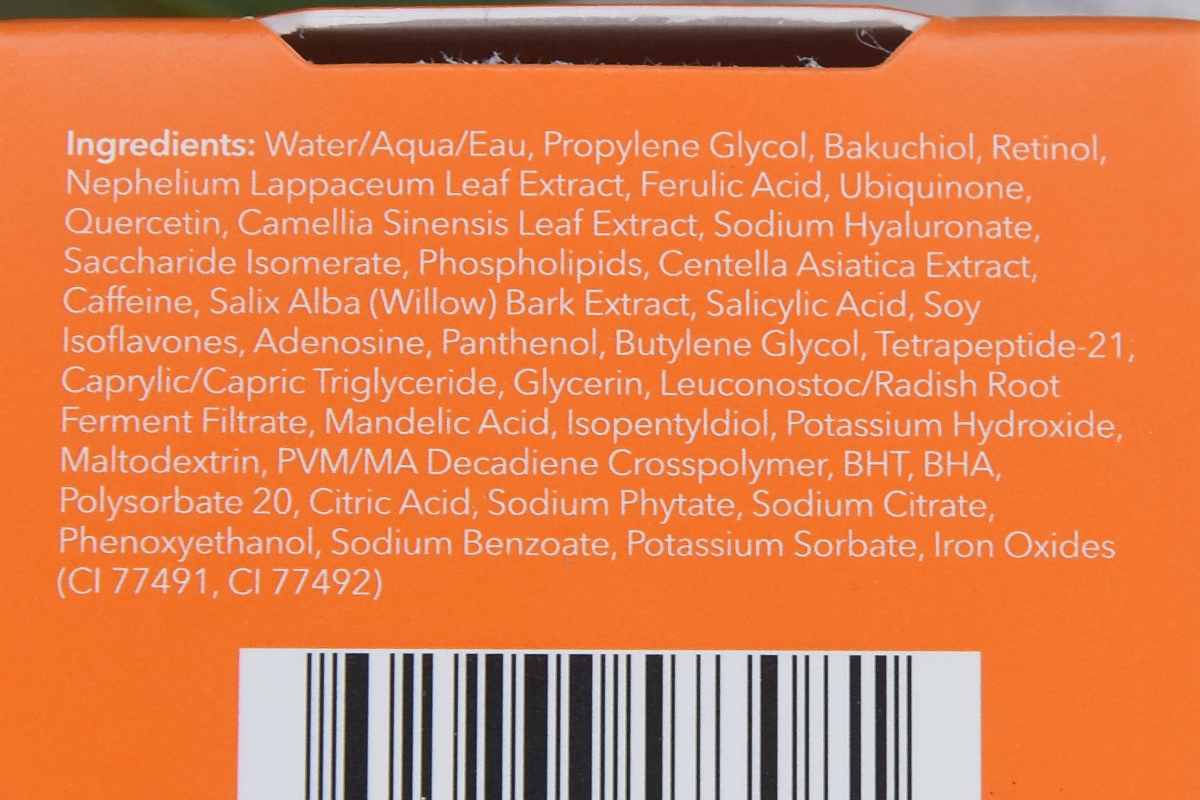 Ingredients: Water/Aqua/Eau, Propylene Glycol, Bakuchiol, Retinol,
Nephelium Lappaceum Leaf Extract, Ferulic Acid, Ubiquinone,
Quercetin, Camellia Sinensis Leaf Extract, Sodium Hyaluronate,
Saccharide Isomerate, Phospholipids, Centella Asiatica Extract,
Caffeine, Salix Alba (Willow) Bark Extract, Salicylic Acid, Soy
Isoflavones, Adenosine, Panthenol, Butylene Glycol, Tetrapeptide-21,
Caprylic/Capric Triglyceride, Glycerin, Leuconostoc/Radish Root
Ferment Filtrate, Mandelic Acid, Isopentyldiol, Potassium Hydroxide,
Maltodextrin, PVM/MA Decadiene Crosspolymer, BHT, BHA,
Polysorbate 20, Citric Acid, Sodium Phytate, Sodium Citrate,
Phenoxyethanol, Sodium Benzoate, Potassium Sorbate, Iron Oxides
(CI 77491, CI 77492)